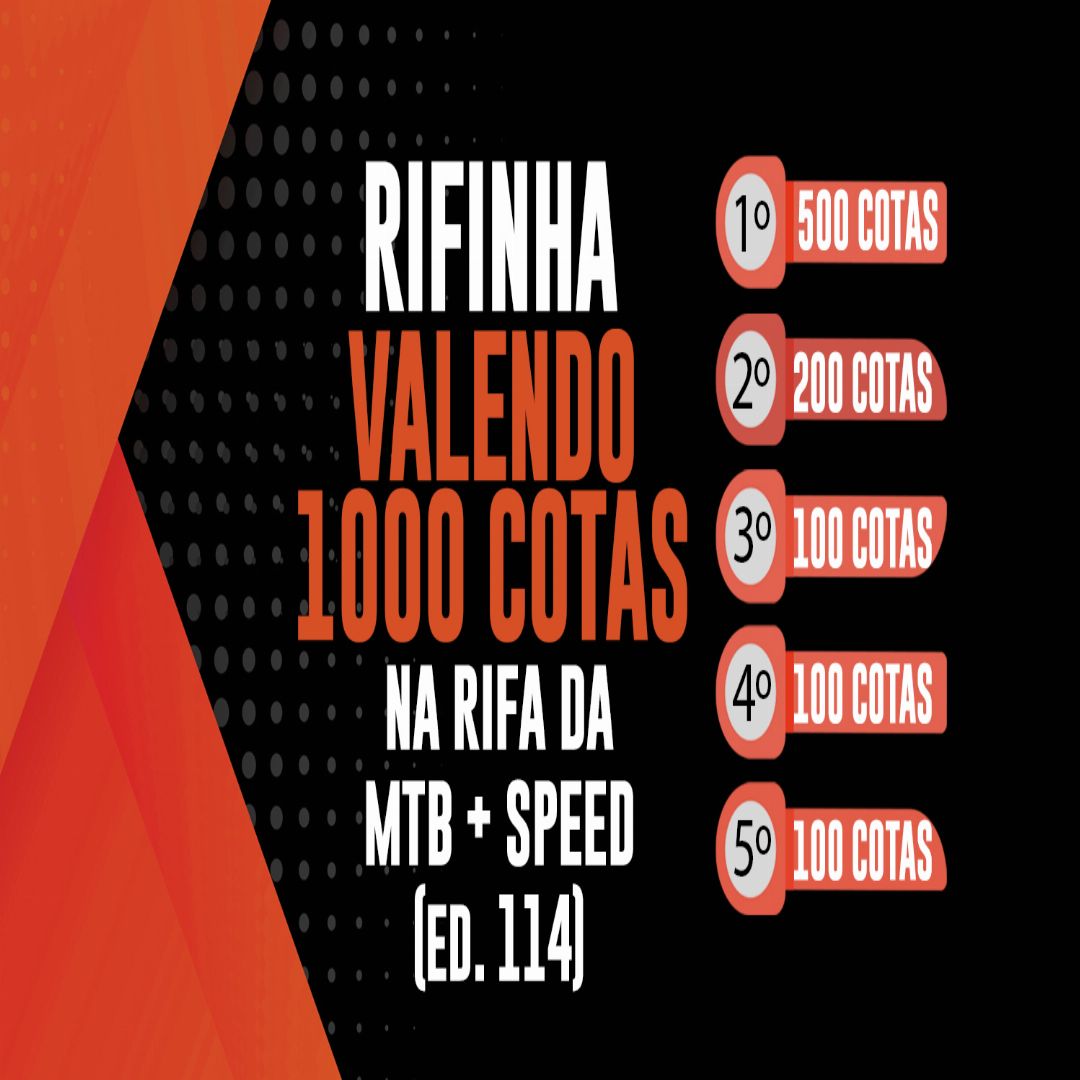 RIFINHA
VALENDO
1000 COTAS
NA RIFA DA
MTB + SPEED
(ED. 114)
1º 500 COTAS
2º 200 COTAS
3º 100 COTAS
4º 100 COTAS
5º 100 COTAS